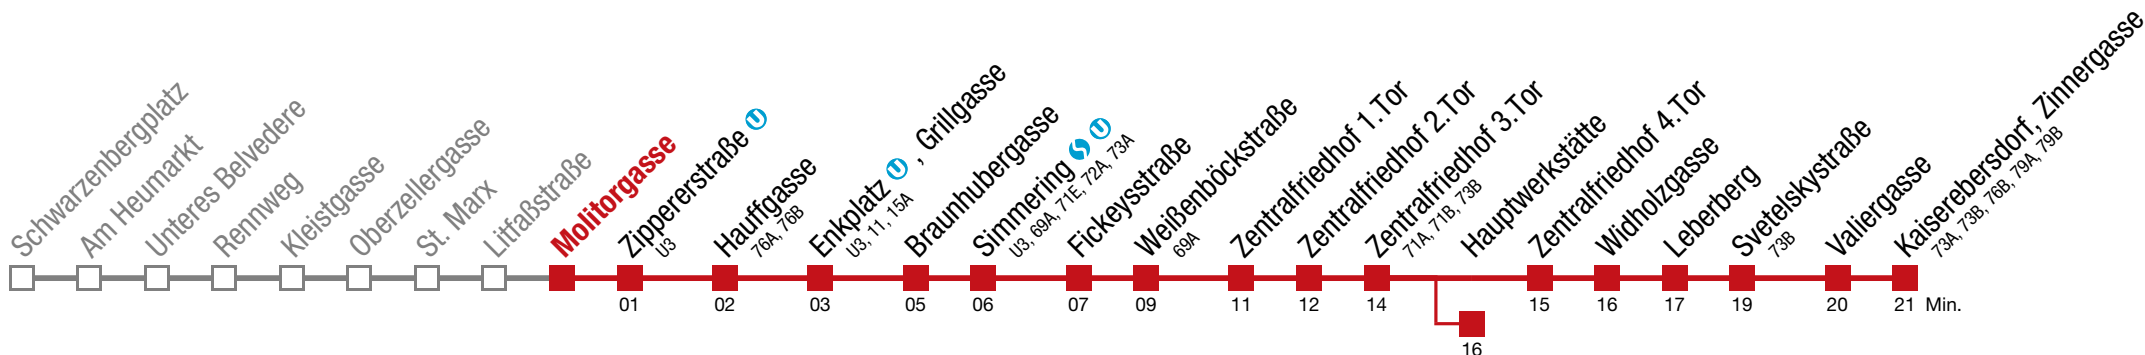 Schwarzenbergplatz
Am Heumarkt
Unteres Belvedere
Rennweg
Kleistgasse
Oberzellergasse
St. Marx
Litfaßstraße
Molitorgasse
Zippererstraße U
U3
Hauffgasse
76A, 76B
Enkplatz U , Grillgasse
U3, 11, 15A
Braunhubergasse
Simmering S U
U3, 69A, 71E, 72A, 73A
Fickeysstraße
Weißenböckstraße
69A
Zentralfriedhof 1.Tor
Zentralfriedhof 2.Tor
Zentralfriedhof 3.Tor
71A, 71B, 73B
Hauptwerkstätte
Zentralfriedhof 4.Tor
Widholzgasse
Leberberg
Svetelskystraße
73B
Valiergasse
Kaiserebersdorf, Zinnergasse
73A, 73B, 76B, 79A, 79B
01 02 03 05 06 07 09 11 12 14 15 16 17 19 20 21 Min.
16